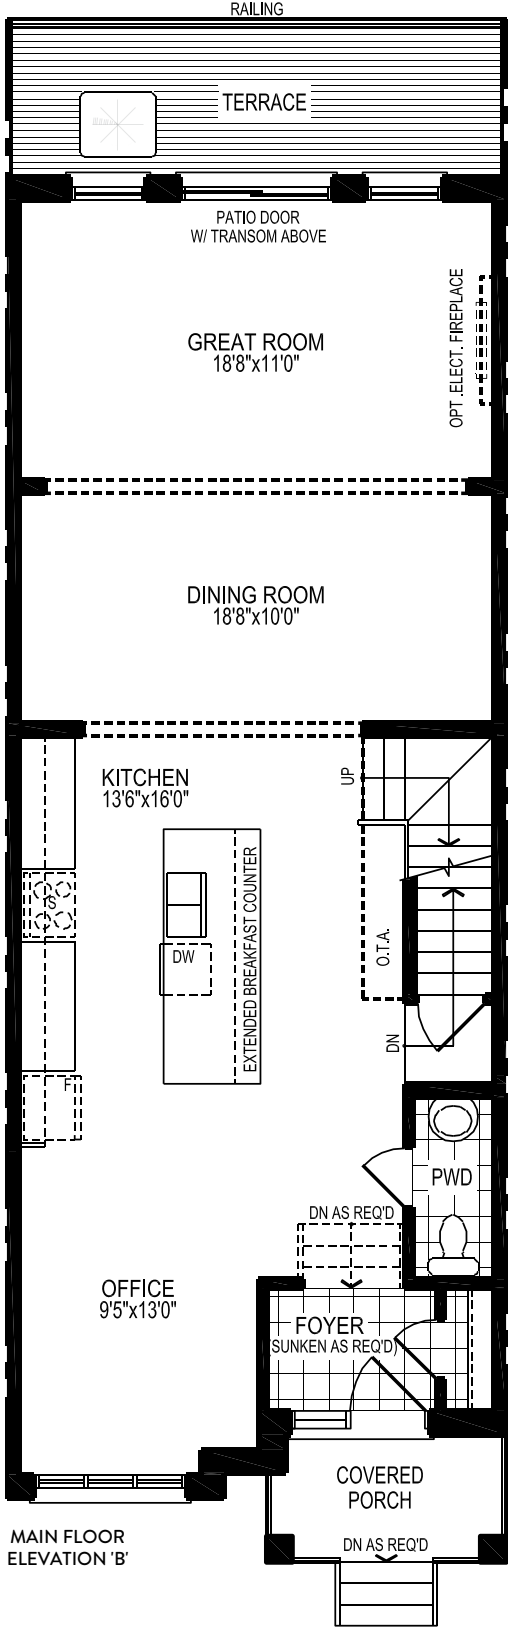 RAILING
TERRACE
PATIO DOOR
W/ TRANSOM ABOVE
OPT. ELECT. FIREPLACE
GREAT ROOM
18'8"x11'0"
DINING ROOM
18'8"x10'0"
KITCHEN
13'6"x16'0"
UP
S
EXTENDED BREAKFAST COUNTER
DW
O.T.A.
DN
F
PWD
DN AS REQ'D
OFFICE
9'5"x13'0"
FOYER
(SUNKEN AS REQ'D)
COVERED
PORCH
DN AS REQ'D
MAIN FLOOR
ELEVATION 'B'